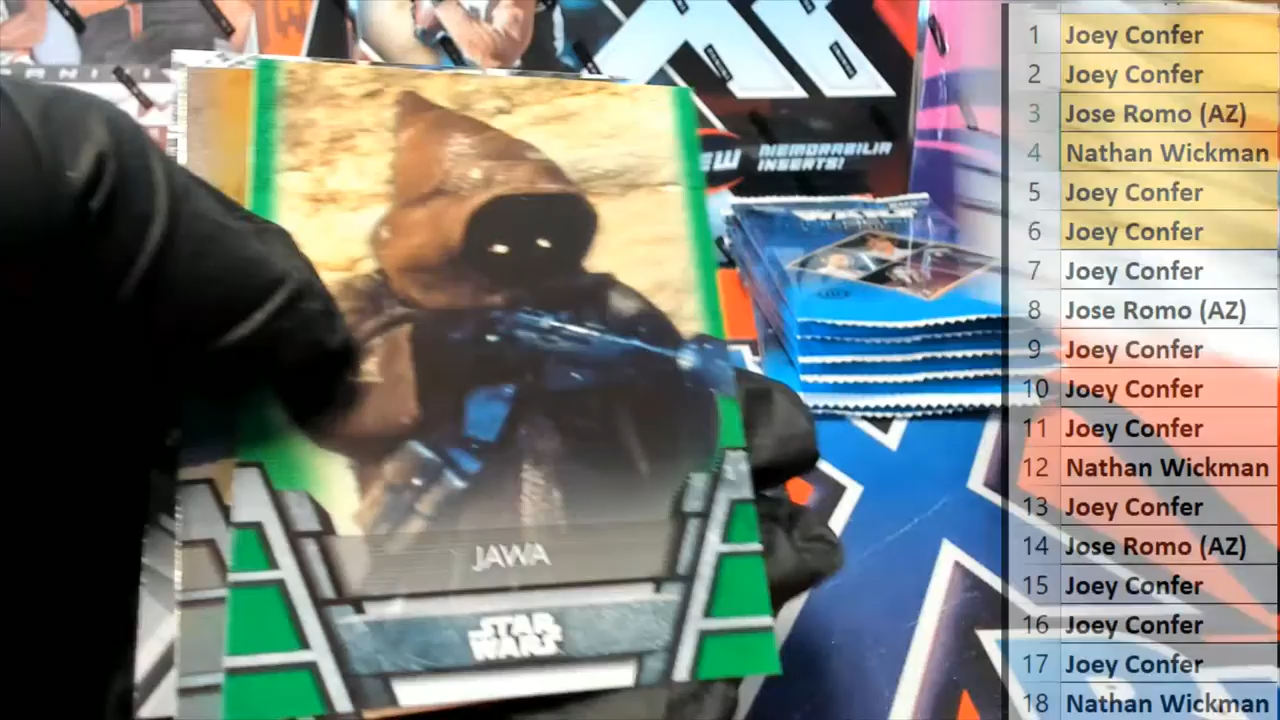 PANINI
XR
EW MEMORABILIA
INSERTS!
JAWA
STAR
WARS
1 Joey Confer
2 Joey Confer
3 Jose Romo (AZ)
4 Nathan Wickman
5 Joey Confer
6 Joey Confer
7 Joey Confer
8 Jose Romo (AZ)
9 Joey Confer
10 Joey Confer
11 Joey Confer
12 Nathan Wickman
13 Joey Confer
14 Jose Romo (AZ)
15 Joey Confer
16 Joey Confer
17 Joey Confer
18 Nathan Wickman